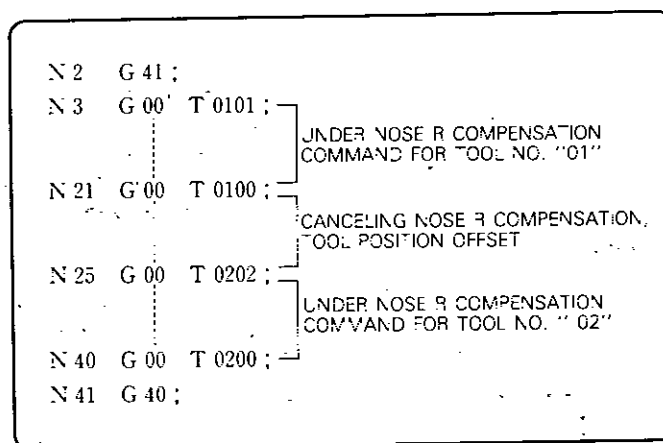 N 2 G 41 ;
N 3 G 00 T 0101 ;
UNDER NOSE R COMPENSATION
COMMAND FOR TOOL NO. "01"
N 21 G 00 T 0100 ;
CANCELING NOSE R COMPENSATION,
TOOL POSITION OFFSET
N 25 G 00 T 0202 ;
UNDER NOSE R COMPENSATION
COMMAND FOR TOOL NO. "02"
N 40 G 00 T 0200 ;
N 41 G 40 ;